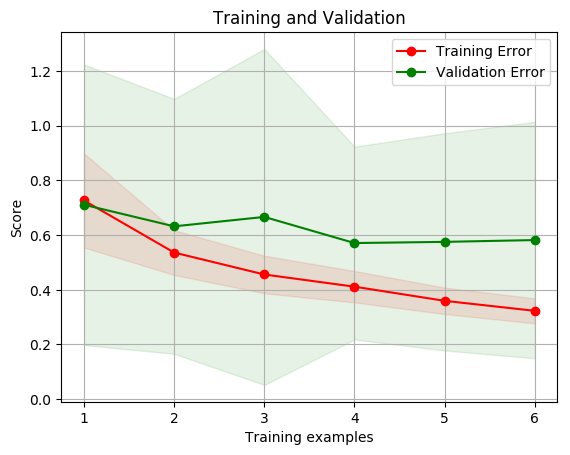 Training and Validation
Training Error
Validation Error
Score
1.2
1.0
0.8
0.6
0.4
0.2
0.0
1 2 3 4 5 6
Training examples